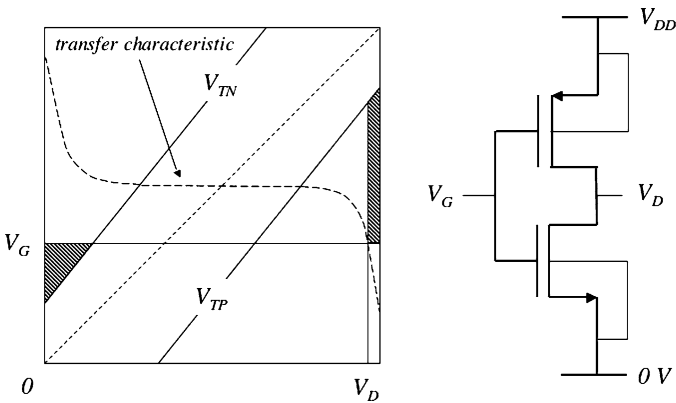 transfer characteristic
V_TN
V_G
V_TP
0
V_D
V_DD
V_G
V_D
0 V